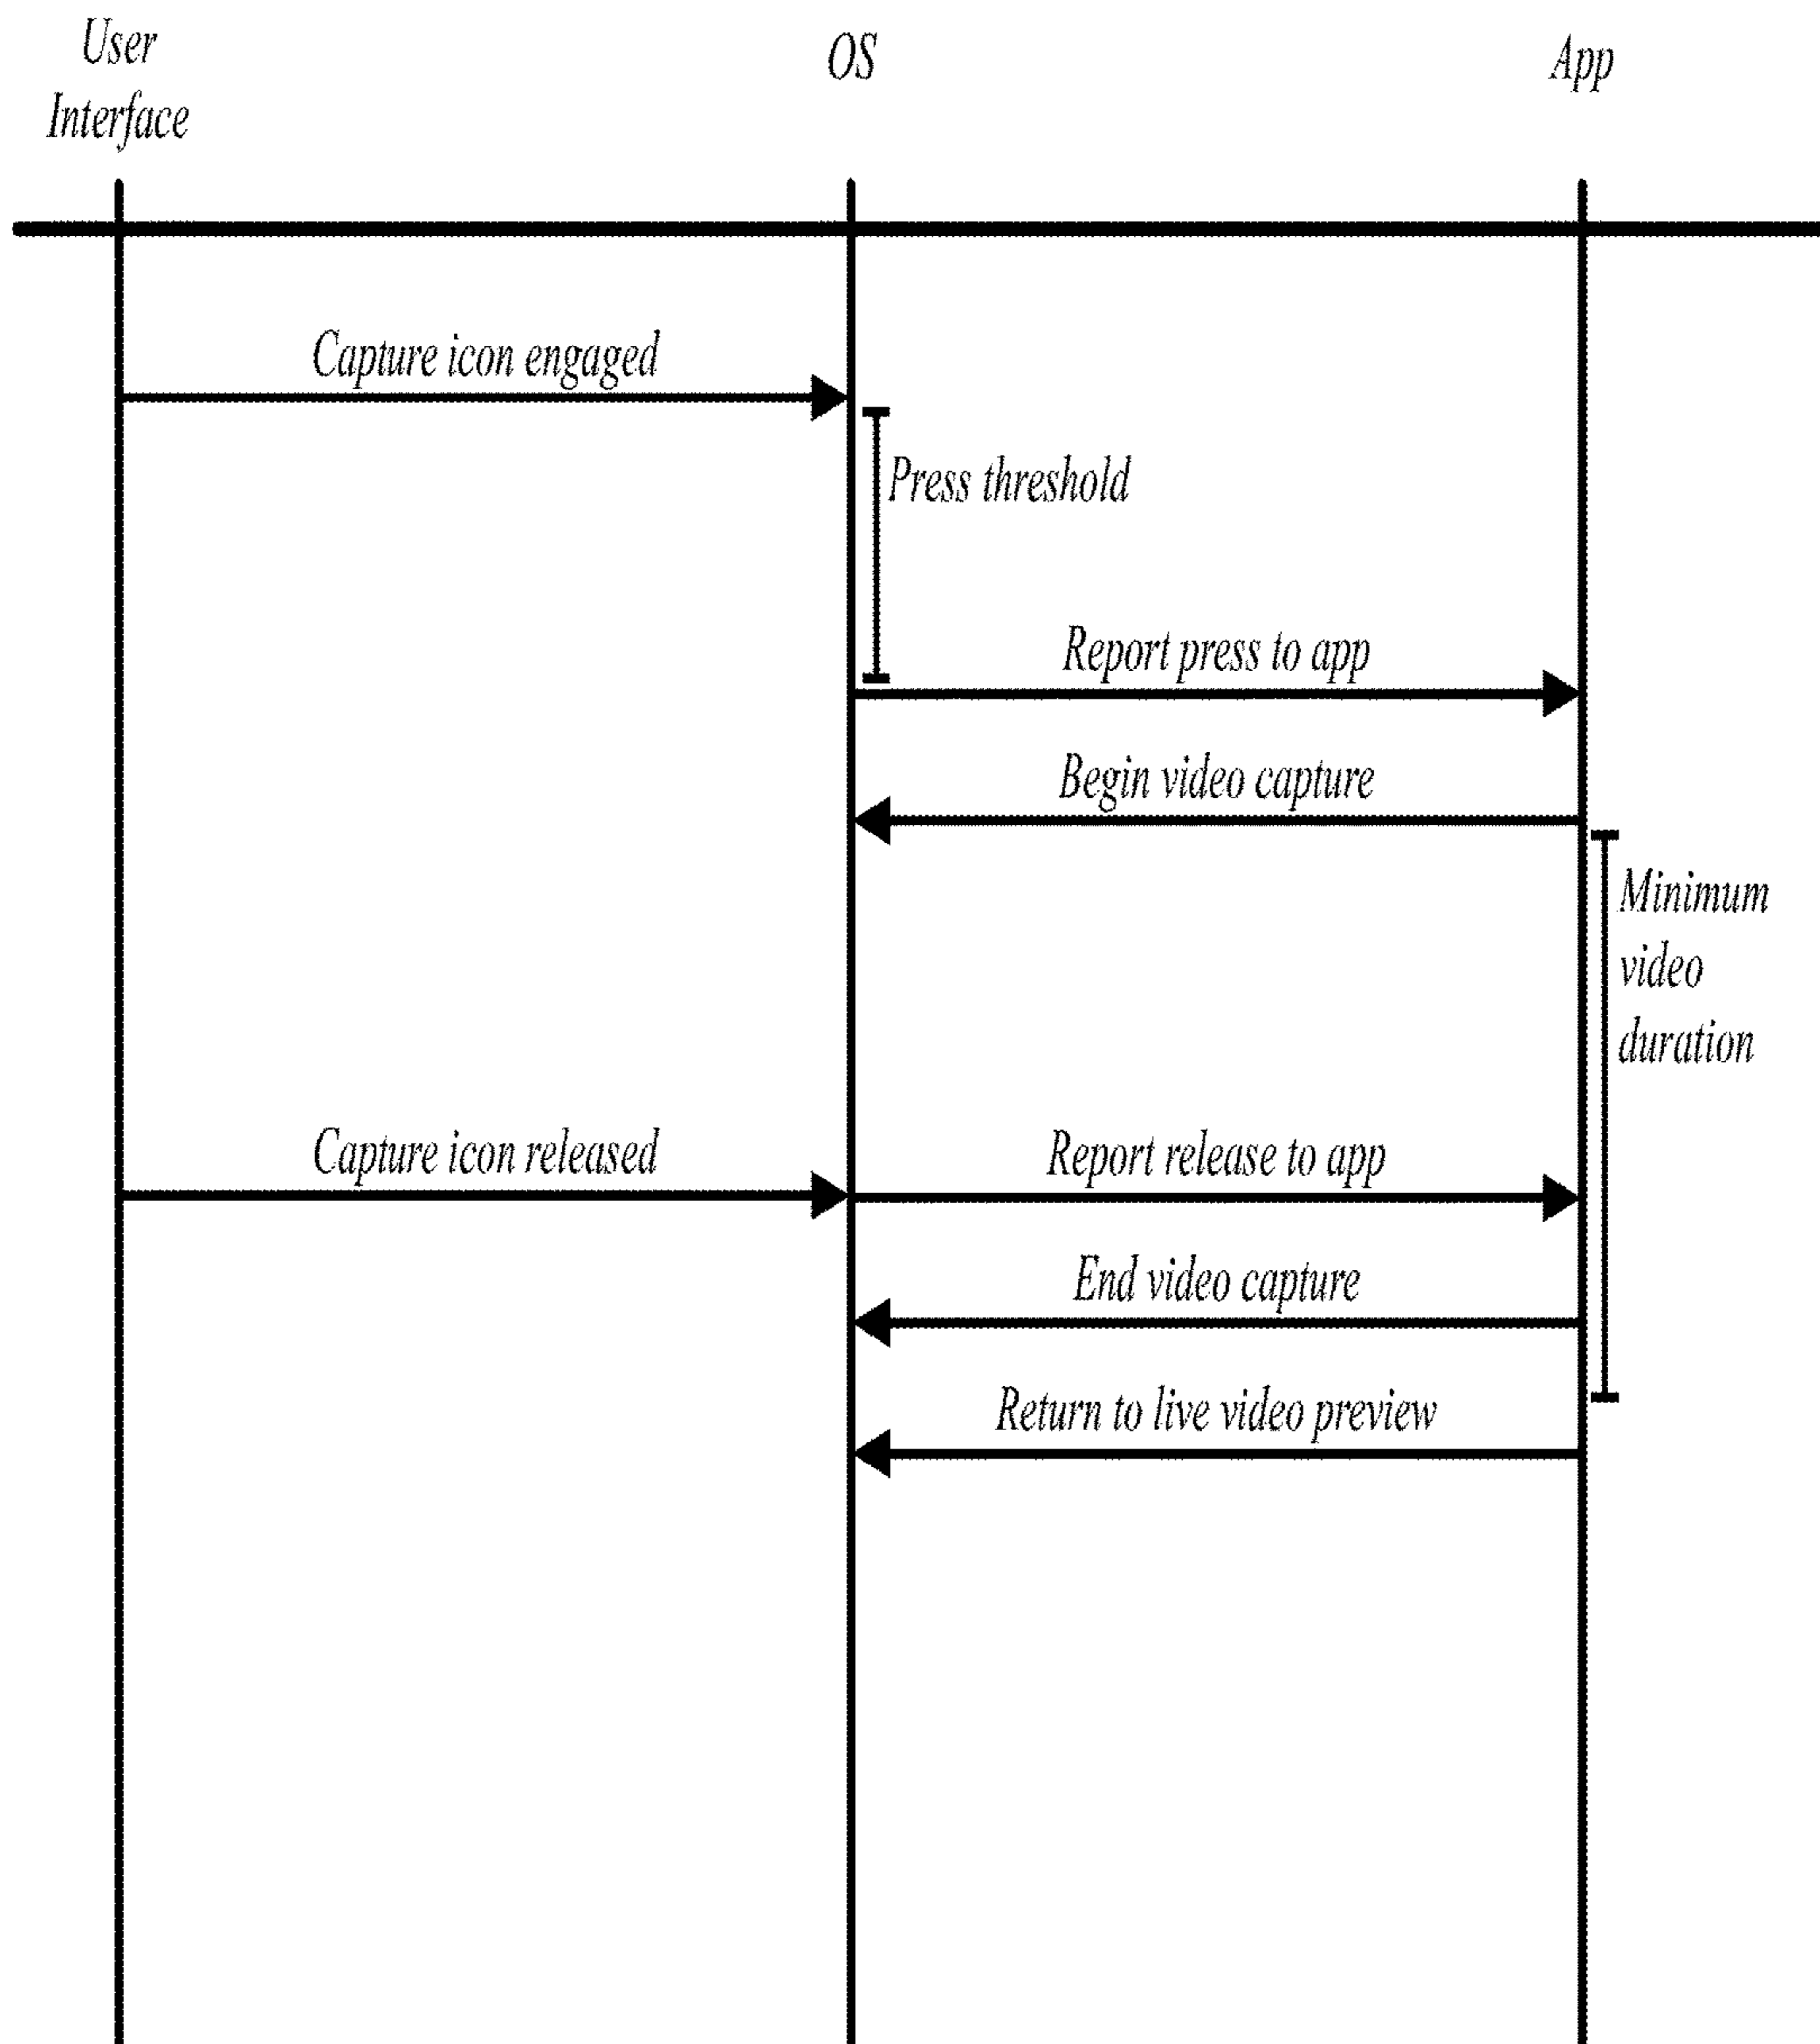 User
Interface
OS
App
Capture icon engaged
Press threshold
Report press to app
Begin video capture
Minimum
video
duration
Capture icon released
Report release to app
End video capture
Return to live video preview